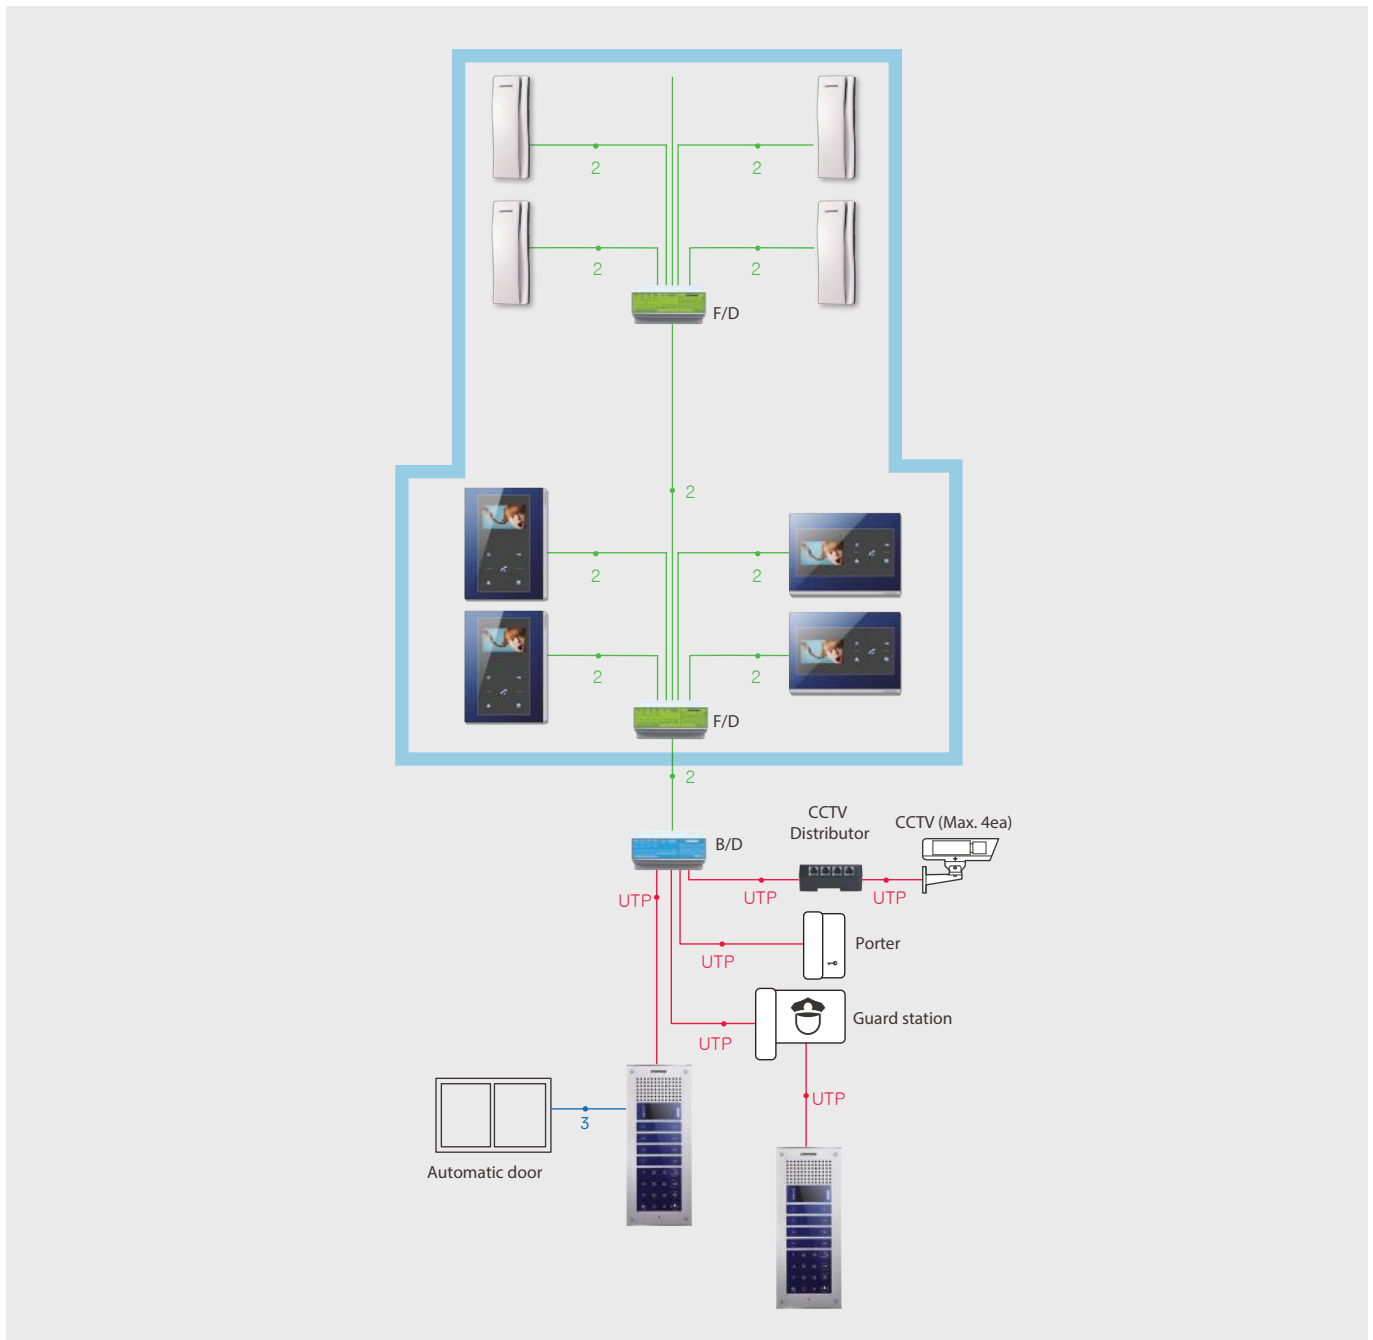 2
2
2
2
F/D
2
2
2
2
2
F/D
2
B/D
CCTV
Distributor
CCTV (Max. 4ea)
UTP
UTP
UTP
Porter
UTP
Guard station
UTP
UTP
3
Automatic door